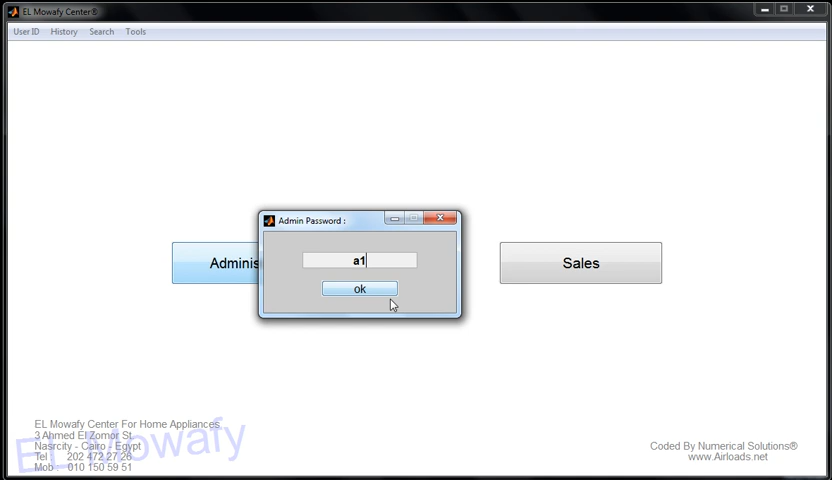 EL Mowafy Center®
User ID History Search Tools
Admin Password :
Adminis
a1
ok
Sales
EL Mowafy Center For Home Appliances
3 Ahmed El Zomor St
Nasrcity - Cairo - Egypt
Tel : 202 472 27 26
Mob : 010 150 59 51
EL Mowafy
Coded By Numerical Solutions®
www.Airloads.net